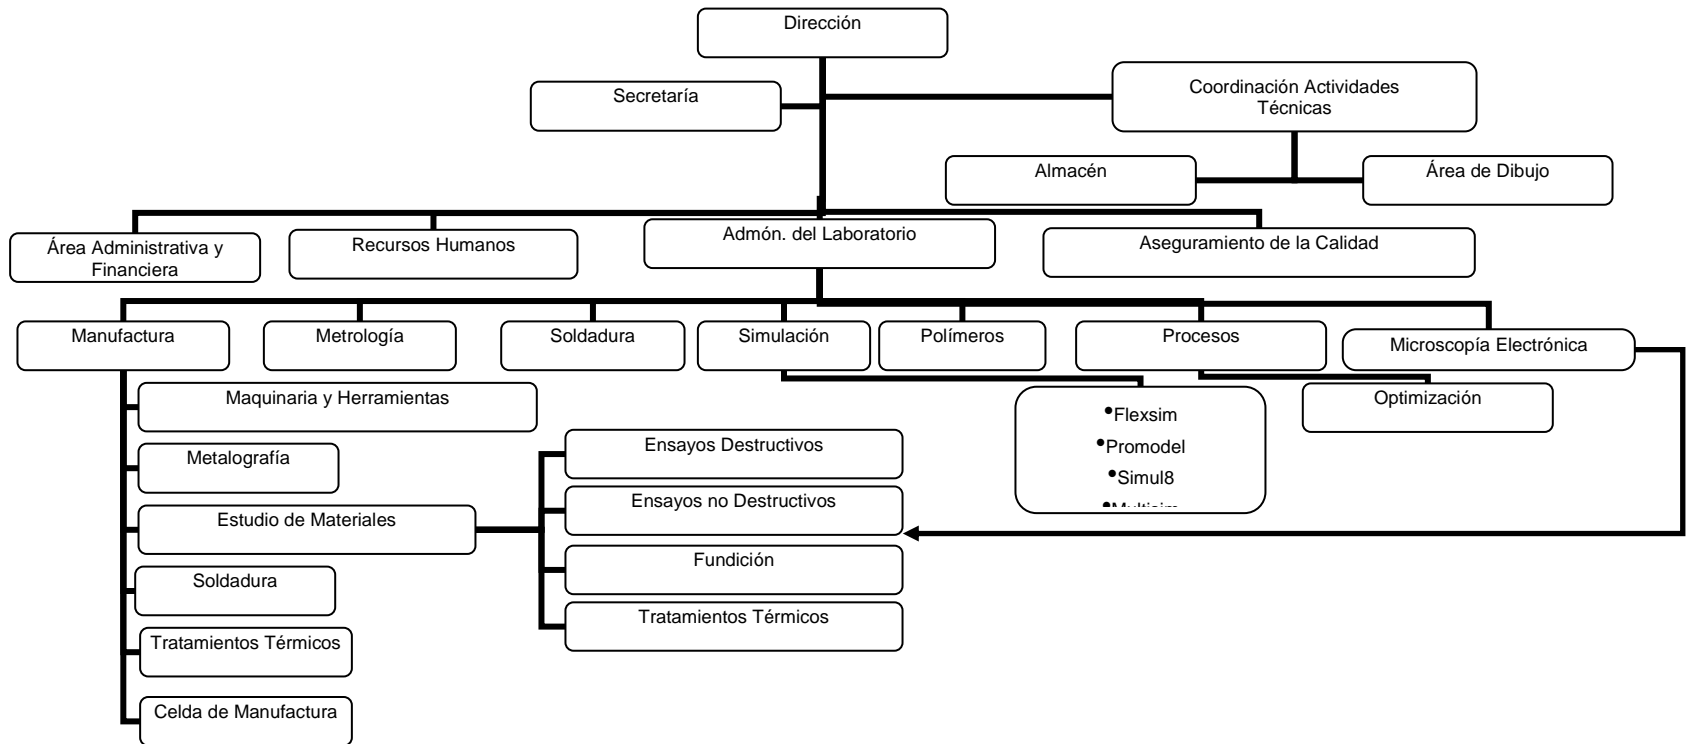 Dirección
Secretaría
Coordinación Actividades
Técnicas
Almacén
Área de Dibujo
Área Administrativa y
Financiera
Recursos Humanos
Admón. del Laboratorio
Aseguramiento de la Calidad
Manufactura
Metrología
Soldadura
Simulación
Polímeros
Procesos
Microscopía Electrónica
Maquinaria y Herramientas
Metalografía
Estudio de Materiales
Soldadura
Tratamientos Térmicos
Celda de Manufactura
Ensayos Destructivos
Ensayos no Destructivos
Fundición
Tratamientos Térmicos
•Flexsim
•Promodel
•Simul8
Optimización